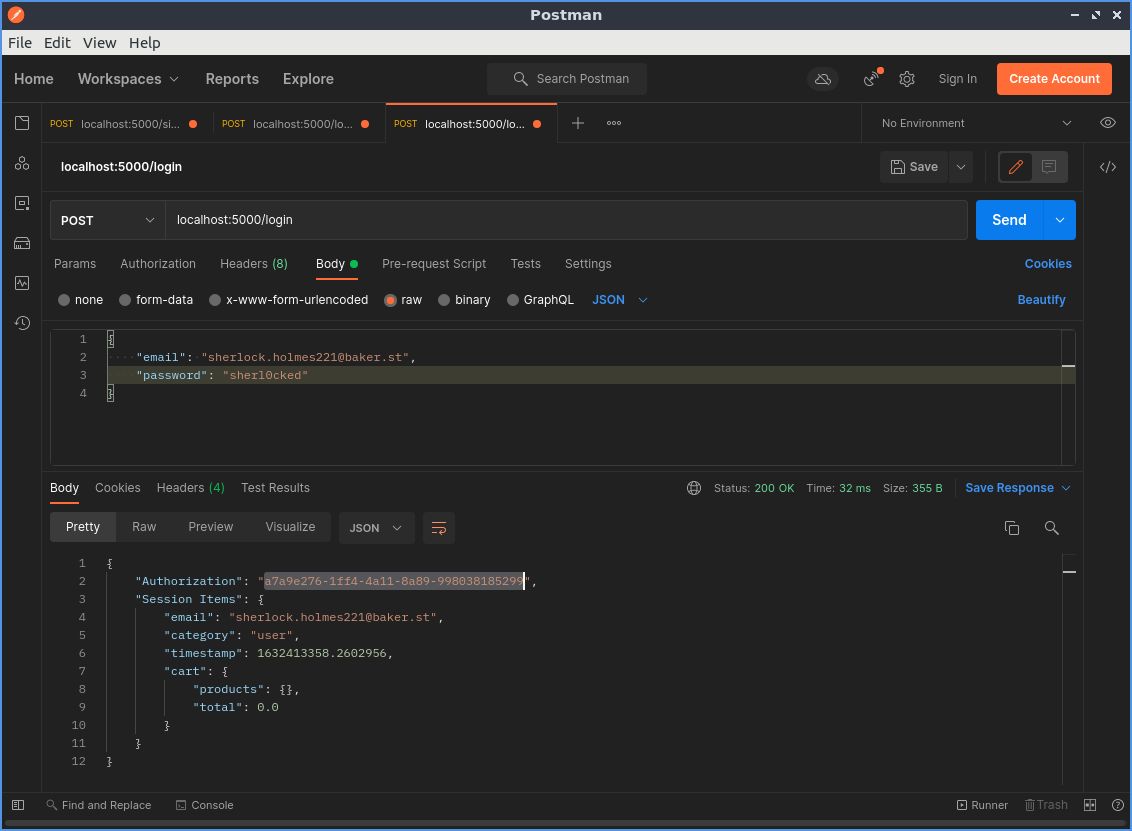 Postman
File Edit View Help
Home Workspaces Reports Explore Search Postman Sign In Create Account
POST localhost:5000/si... POST localhost:5000/lo... POST localhost:5000/lo... No Environment
localhost:5000/login Save
POST localhost:5000/login Send
Params Authorization Headers (8) Body Pre-request Script Tests Settings Cookies
none form-data x-www-form-urlencoded raw binary GraphQL JSON Beautify
1 {
2 "email": "sherlock.holmes221@baker.st",
3 "password": "sherl0cked"
4 }
Body Cookies Headers (4) Test Results Status: 200 OK Time: 32 ms Size: 355 B Save Response
Pretty Raw Preview Visualize JSON
1 {
2 "Authorization": "a7a9e276-1ff4-4a11-8a89-998038185299",
3 "Session Items": {
4 "email": "sherlock.holmes221@baker.st",
5 "category": "user",
6 "timestamp": 1632413358.2602956,
7 "cart": {
8 "products": {},
9 "total": 0.0
10 }
11 }
12 }
Find and Replace Console Runner Trash